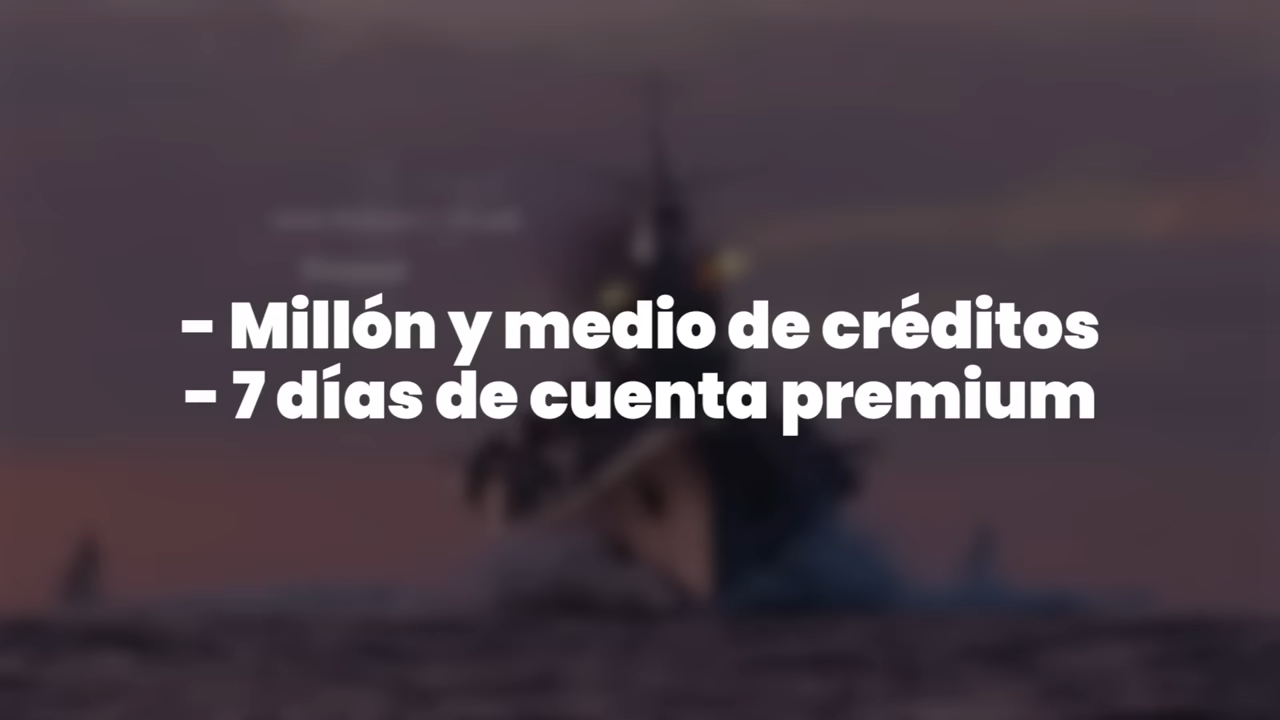 - Millón y medio de créditos
- 7 días de cuenta premium